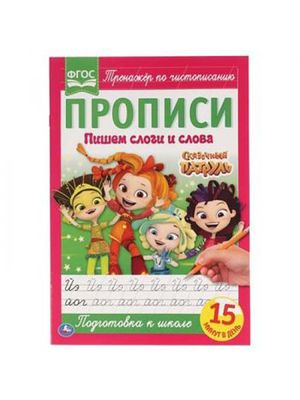 ФГОС
Тренажёр по чистописанию
ПРОПИСИ
Пишем слоги и слова
СКАЗОЧНЫЙ
ПАТРУЛЬ
Подготовка к школе
15
МИНУТ В ДЕНЬ